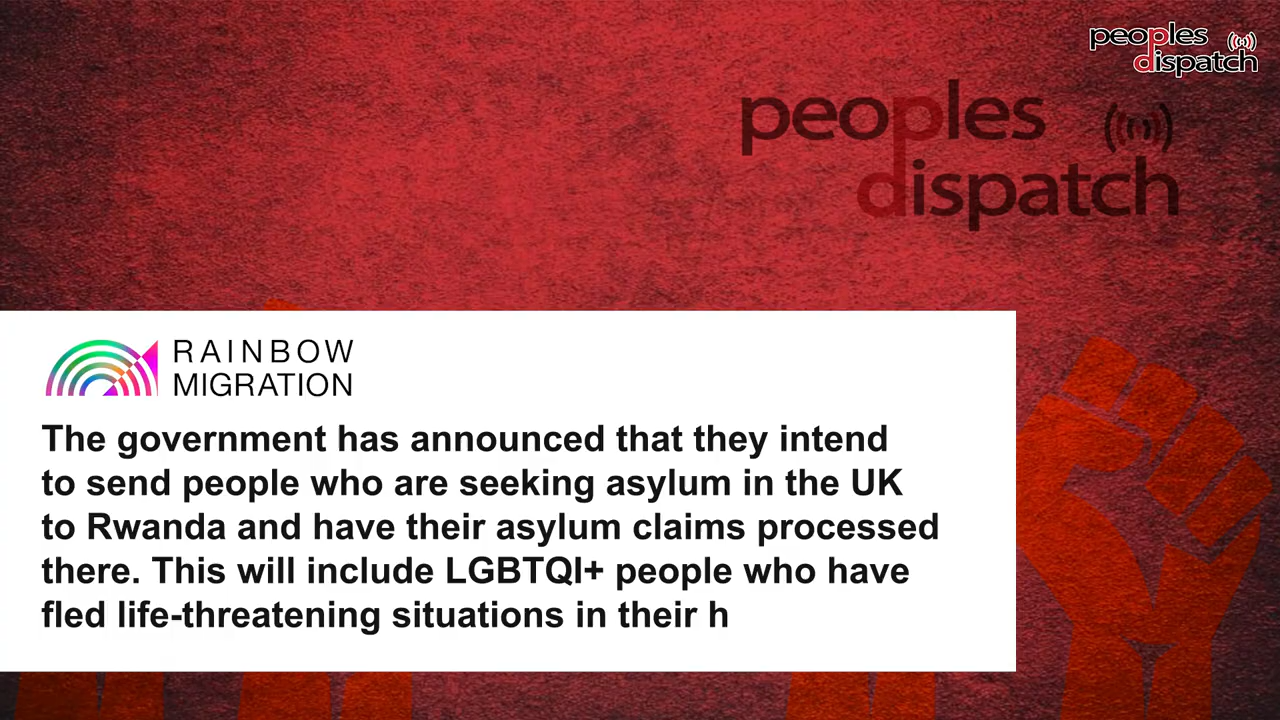 peoples
dispatch
peoples
dispatch
RAINBOW
MIGRATION
The government has announced that they intend
to send people who are seeking asylum in the UK
to Rwanda and have their asylum claims processed
there. This will include LGBTQI+ people who have
fled life-threatening situations in their h